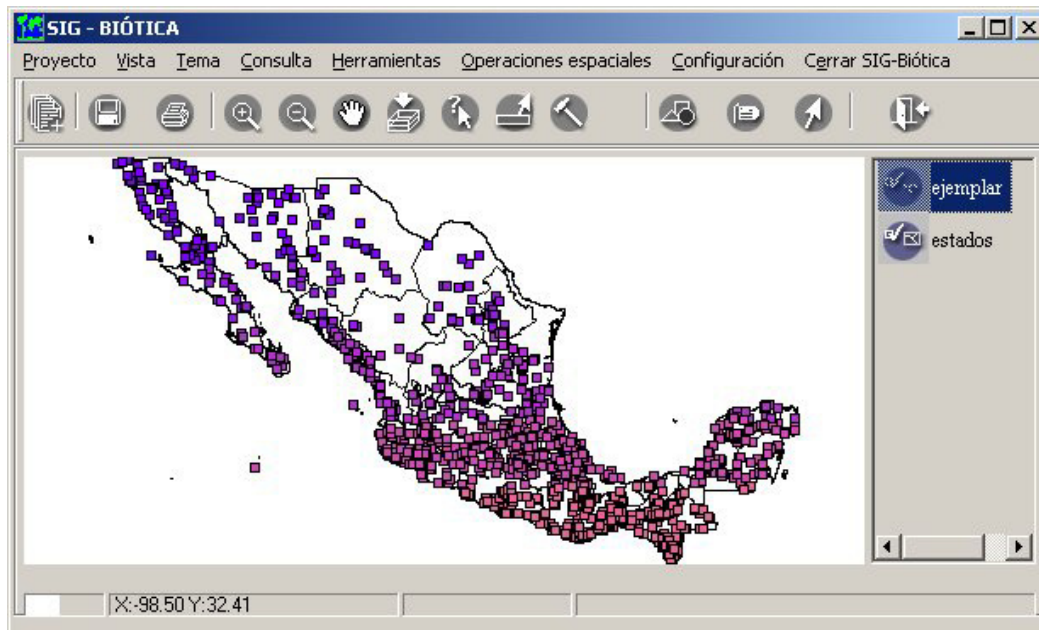 SIG - BIÓTICA
Proyecto Vista Tema Consulta Herramientas Operaciones espaciales Configuración Cerrar SIG-Biótica
ejemplar
estados
X:-98.50 Y:32.41